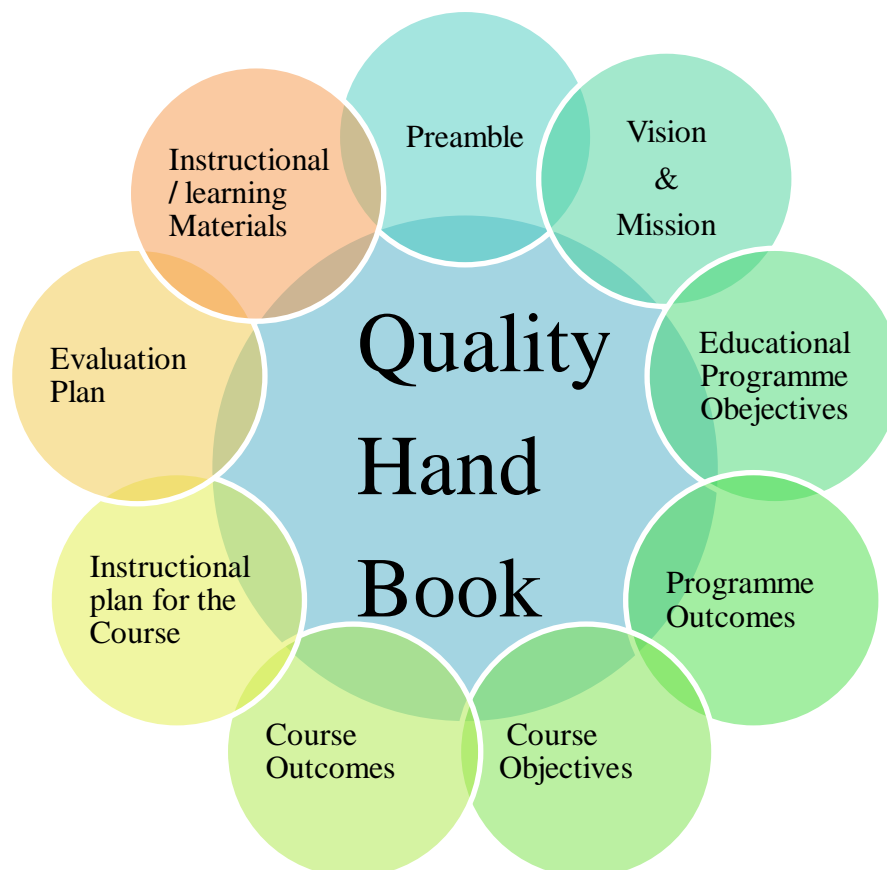 Preamble
Vision
&
Mission
Educational
Programme
Obejectives
Programme
Outcomes
Course
Objectives
Course
Outcomes
Instructional
plan for the
Course
Evaluation
Plan
Instructional
/ learning
Materials
Quality
Hand
Book